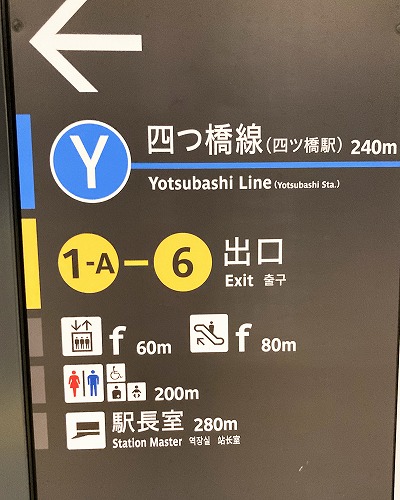 Y 四つ橋線(四ツ橋駅) 240m
Yotsubashi Line (Yotsubashi Sta.)
1-A – 6 出口
Exit 출구
f 60m f 80m
200m
駅長室 280m
Station Master 역장실 站长室